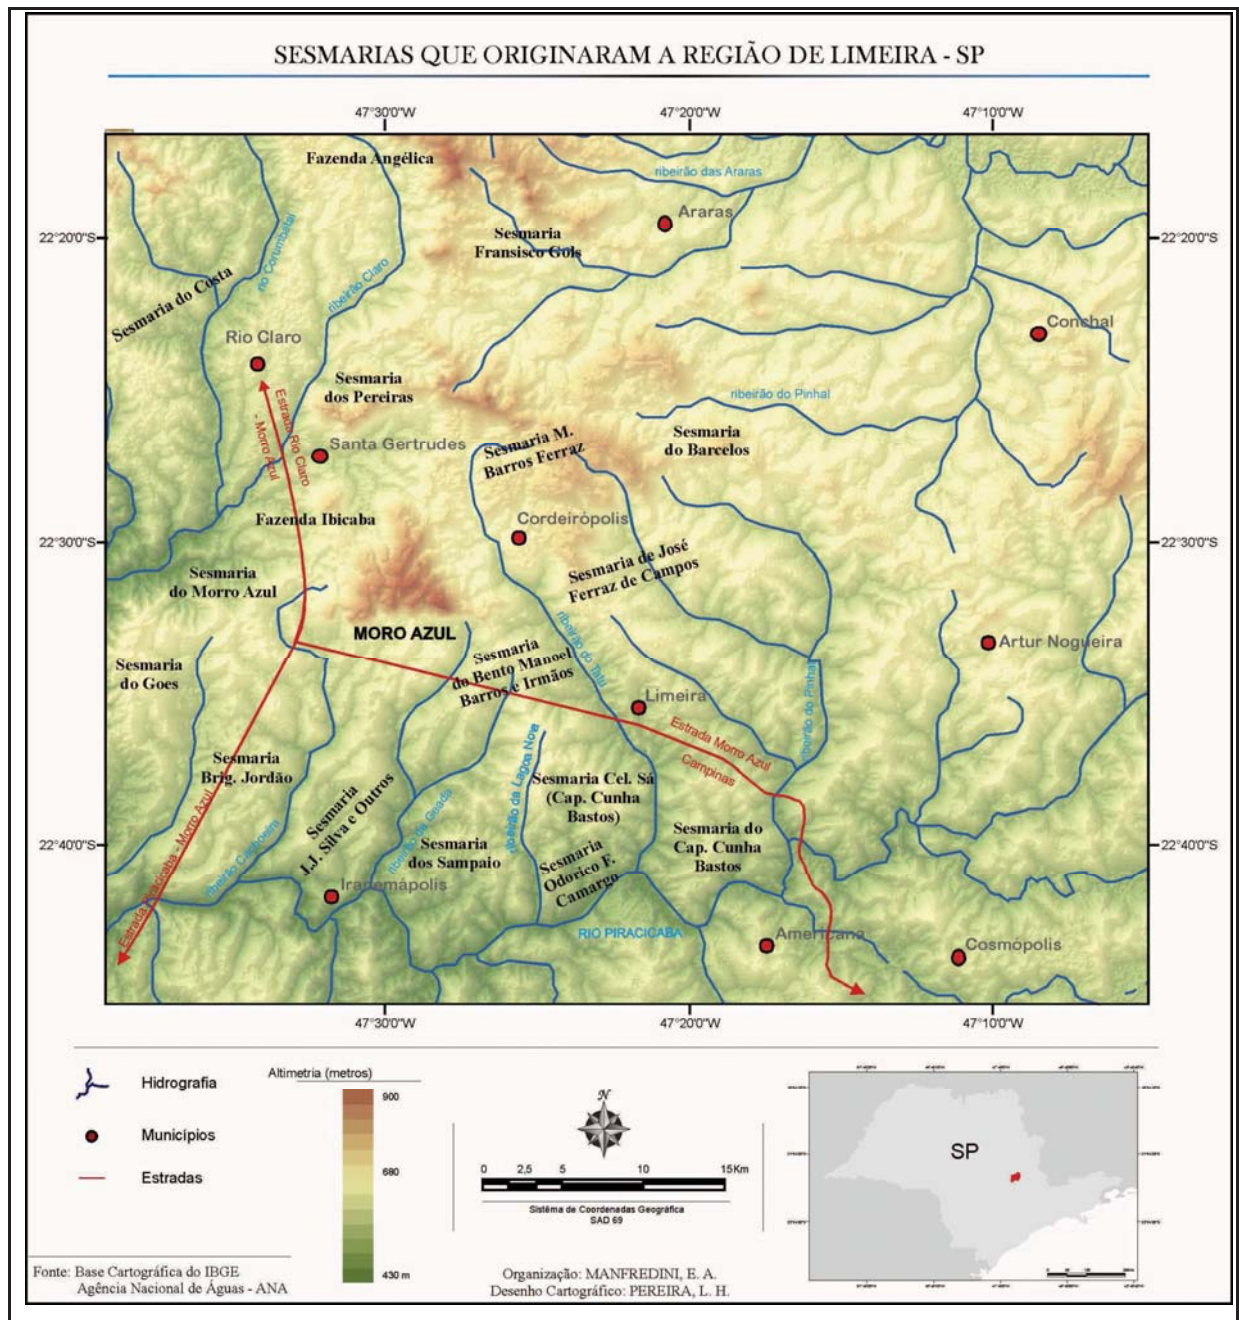 SESMARIAS QUE ORIGINARAM A REGIÃO DE LIMEIRA - SP
47°30'0"W 47°20'0"W 47°10'0"W
Fazenda Angélica
ribeirão das Araras
Araras
22°20'0"S
22°20'0"S
Sesmaria
Fransisco Gois
rio Corumbataí
ribeirão Claro
Sesmaria do Costa
Rio Claro
Conchal
Sesmaria
dos Pereiras
ribeirão do Pinhal
Estrada Rio Claro
- Morro Azul
Santa Gertrudes
Sesmaria M.
Barros Ferraz
Sesmaria
do Barcelos
Fazenda Ibicaba
Cordeirópolis
22°30'0"S
22°30'0"S
Sesmaria de José
Ferraz de Campos
Sesmaria
do Morro Azul
MORO AZUL
ribeirão do Tatu
Artur Nogueira
Sesmaria
do Goes
Sesmaria
do Bento Manoel
Barros e Irmãos
Limeira
ribeirão do Pinhal
Estrada Morro Azul
Campinas
Sesmaria
Brig. Jordão
ribeirão da Lagoa Nova
Sesmaria Cel. Sá
(Cap. Cunha
Bastos)
Sesmaria
J.J. Silva e Outros
Estrada Piracicaba - Morro Azul
ribeirão Cachoeira
ribeirão da Geada
Sesmaria
dos Sampaio
Sesmaria do
Cap. Cunha
Bastos
22°40'0"S
22°40'0"S
Sesmaria
Odorico F.
Camargo
Iracemápolis
RIO PIRACICABA
Americana
Cosmópolis
47°30'0"W 47°20'0"W 47°10'0"W
Hidrografia
Municípios
Estradas
Altimetria (metros)
900
680
430 m
N
0 2,5 5 10 15Km
Sistêma de Coordenadas Geográfica
SAD 69
SP
Fonte: Base Cartográfica do IBGE
Agência Nacional de Águas - ANA
Organização: MANFREDINI, E. A.
Desenho Cartográfico: PEREIRA, L. H.